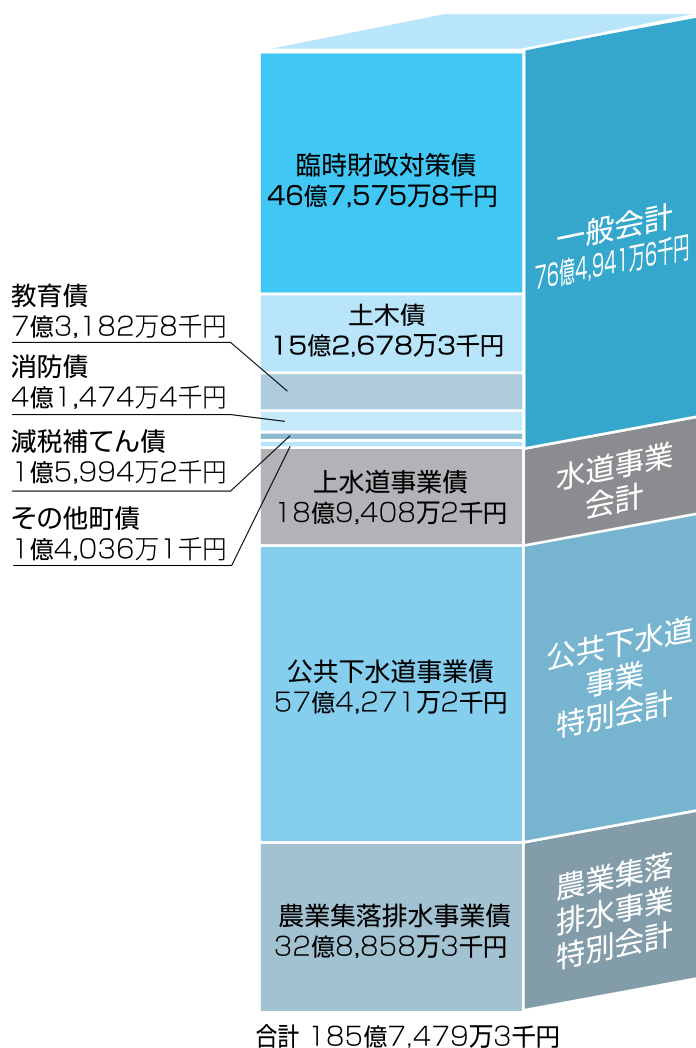 臨時財政対策債
46億7,575万8千円
一般会計
76億4,941万6千円
教育債
7億3,182万8千円
土木債
15億2,678万3千円
消防債
4億1,474万4千円
減税補てん債
1億5,994万2千円
その他町債
1億4,036万1千円
上水道事業債
18億9,408万2千円
水道事業
会計
公共下水道事業債
57億4,271万2千円
公共下水道
事業
特別会計
農業集落排水事業債
32億8,858万3千円
農業集落
排水事業
特別会計
合計 185億7,479万3千円